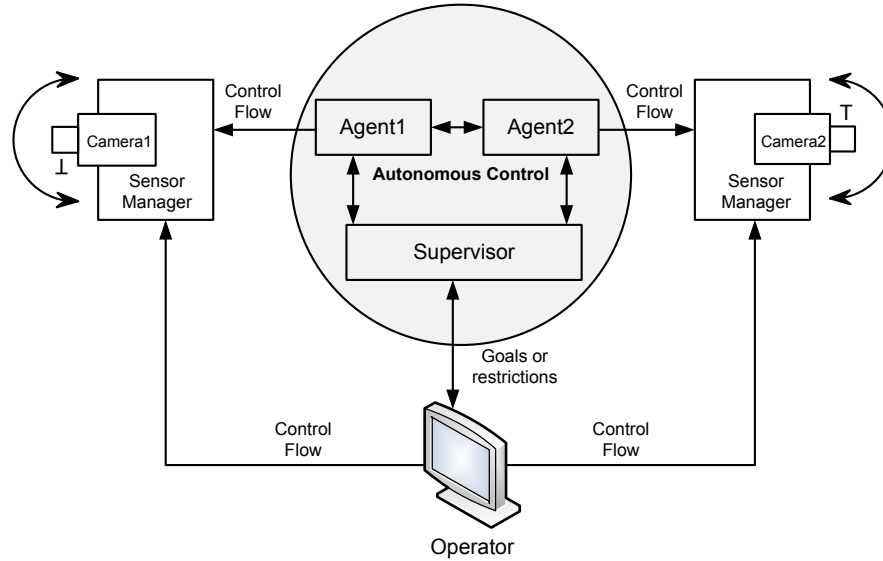 Control
Flow
Agent1
Agent2
Control
Flow
Camera1
Camera2
Autonomous Control
Sensor
Manager
Sensor
Manager
Supervisor
Goals or
restrictions
Control
Flow
Control
Flow
Operator